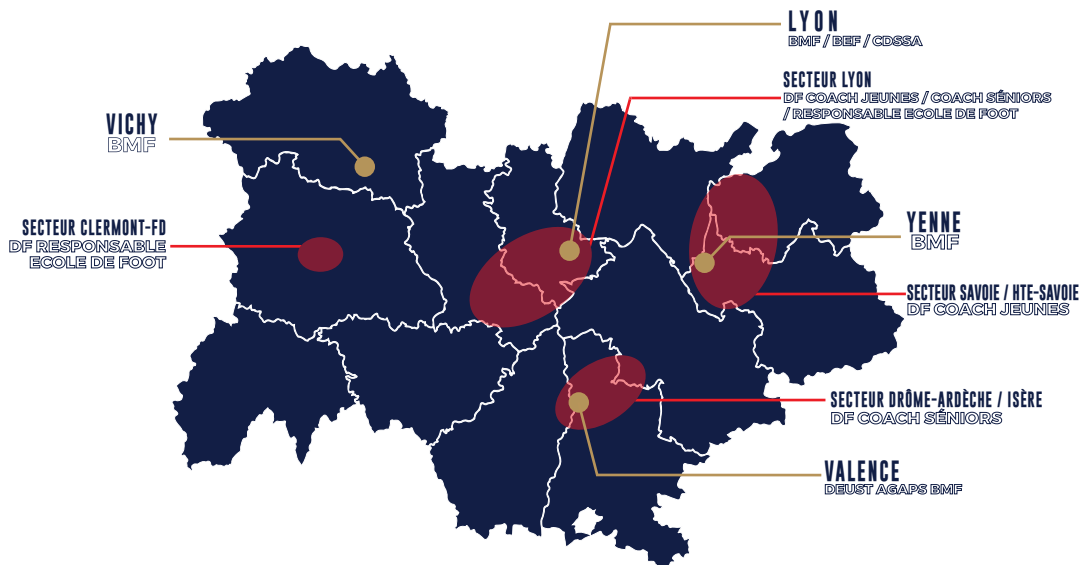 LYON
BMF / BEF / CDSSA
SECTEUR LYON
DF COACH JEUNES / COACH SÉNIORS
/ RESPONSABLE ECOLE DE FOOT
VICHY
BMF
SECTEUR CLERMONT-FD
DF RESPONSABLE
ECOLE DE FOOT
YENNE
BMF
SECTEUR SAVOIE / HTE-SAVOIE
DF COACH JEUNES
SECTEUR DRÔME-ARDÈCHE / ISÈRE
DF COACH SÉNIORS
VALENCE
DEUST AGAPS BMF